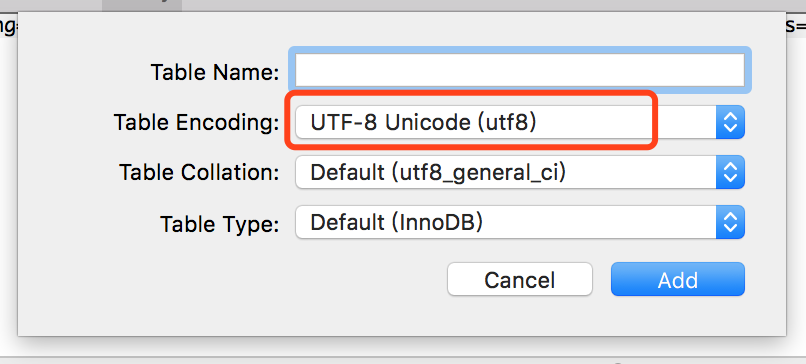 Table Name:
Table Encoding: UTF-8 Unicode (utf8)
Table Collation: Default (utf8_general_ci)
Table Type: Default (InnoDB)
Cancel Add